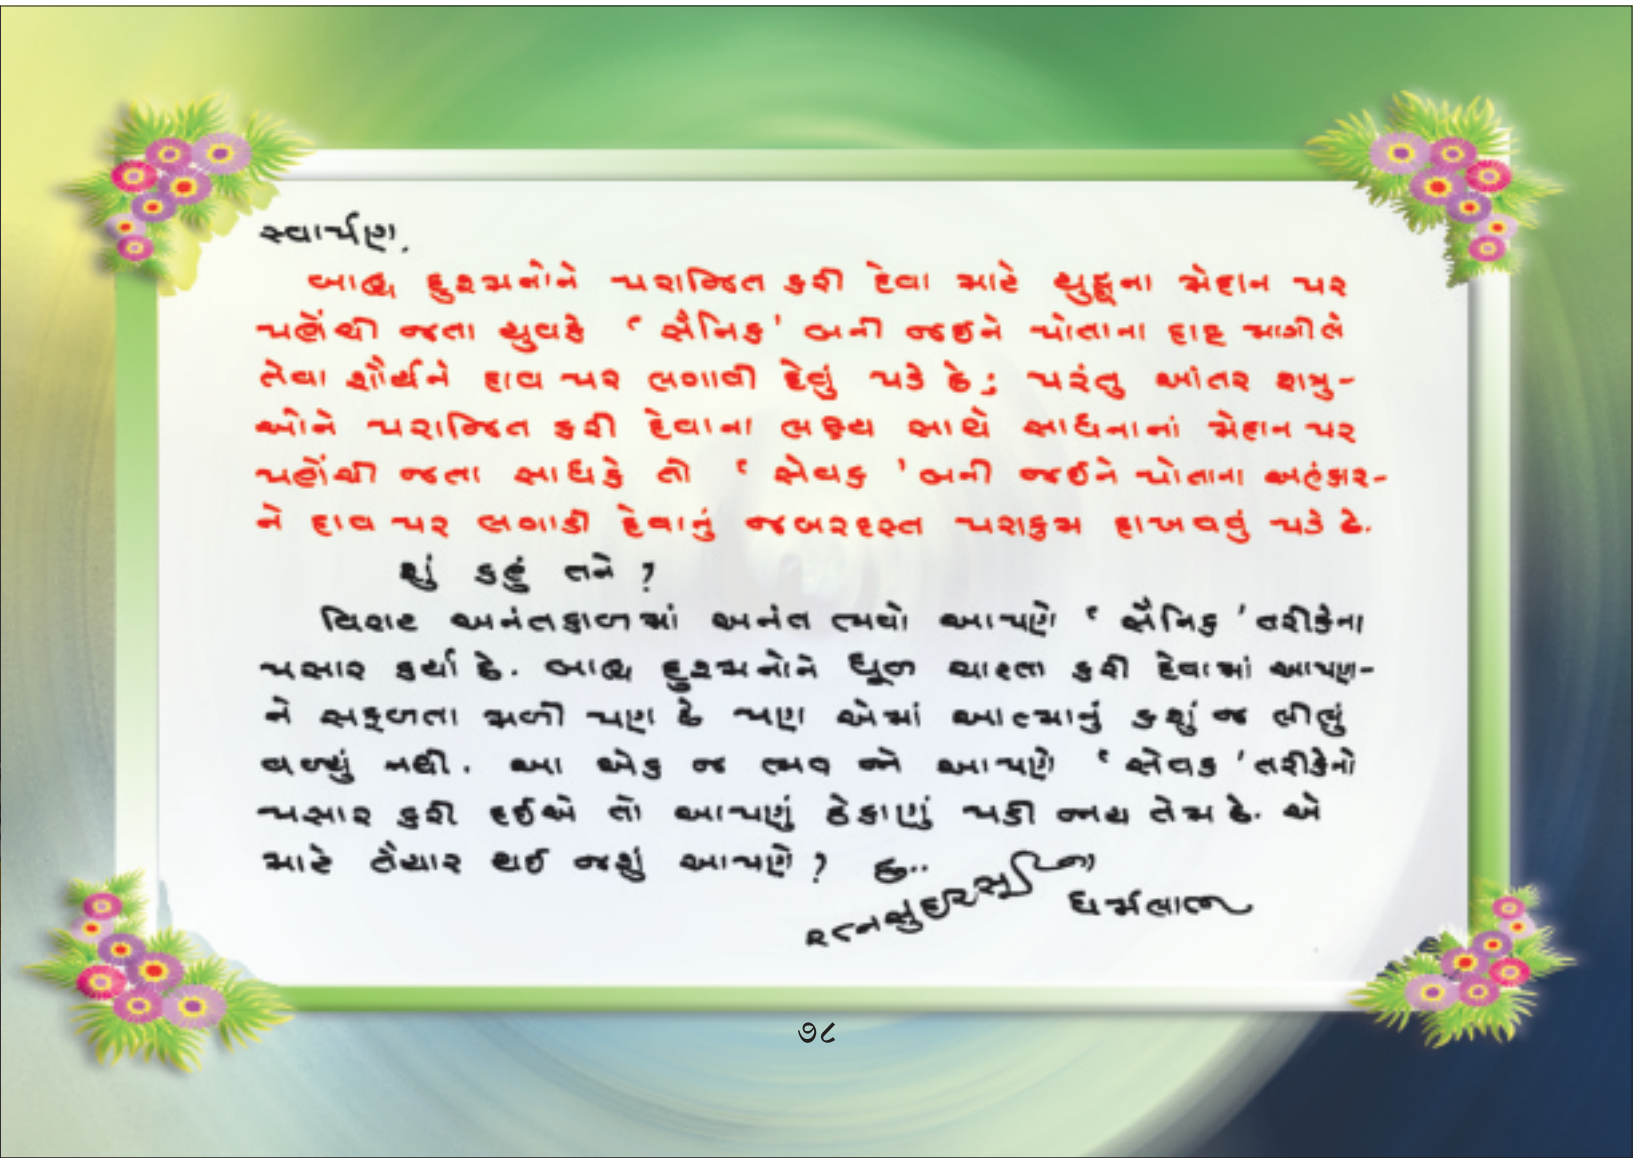 સ્વાર્પણ.
બાહ્ય દુશ્મનોને પરાજિત કરી દેવા માટે યુદ્ધના મેદાન પર
પહોંચી જતા યુવકે ‘સૈનિક’ બની જઈને પોતાના દાદ માગી લે
તેવા શૌર્યને દાવ પર લગાવી દેવું પડે છે; પરંતુ આંતર શત્રુ-
ઓને પરાજિત કરી દેવાના લક્ષ્ય સાથે સાધનાનાં મેદાન પર
પહોંચી જતા સાધકે તો ‘સેવક’ બની જઈને પોતાના અહંકાર-
ને દાવ પર લગાડી દેવાનું જબરદસ્ત પરાક્રમ દાખવવું પડે છે.
શું કહું તને ?
વિરાટ અનંતકાળમાં અનંત ભવો આપણે ‘સૈનિક’ તરીકેના
પસાર કર્યા છે. બાહ્ય દુશ્મનોને ધૂળ ચાટતા કરી દેવામાં આપણ-
ને સફળતા મળી પણ છે પણ એમાં આત્માનું કશું જ લીલું
વળ્યું નથી. આ એક જ ભવ જો આપણે ‘સેવક’ તરીકેનો
પસાર કરી દઈએ તો આપણું ઠેકાણું પડી જાય તેમ છે. એ
માટે તૈયાર થઈ જશું આપણે ? દ..
રત્નસુંદરસૂરિના
ધર્મલાભ
૭૮